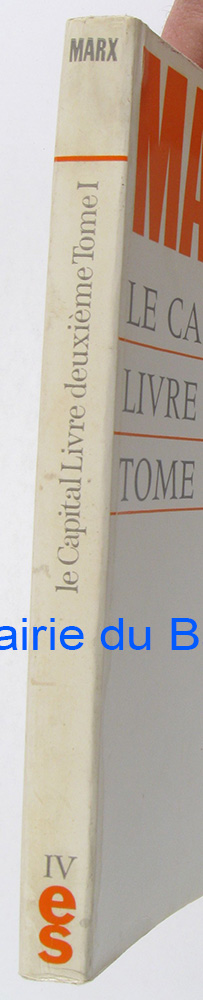 MARX
le Capital Livre deuxième Tome I
IV
es
MA
LE CA
LIVRE
TOME
airie du B